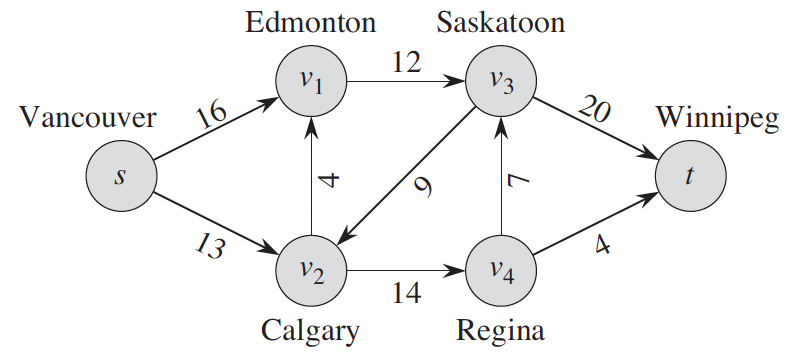 Edmonton
Saskatoon
Vancouver
Winnipeg
Calgary
Regina
s
v1
v2
v3
v4
t
16
13
12
4
9
14
7
20
4